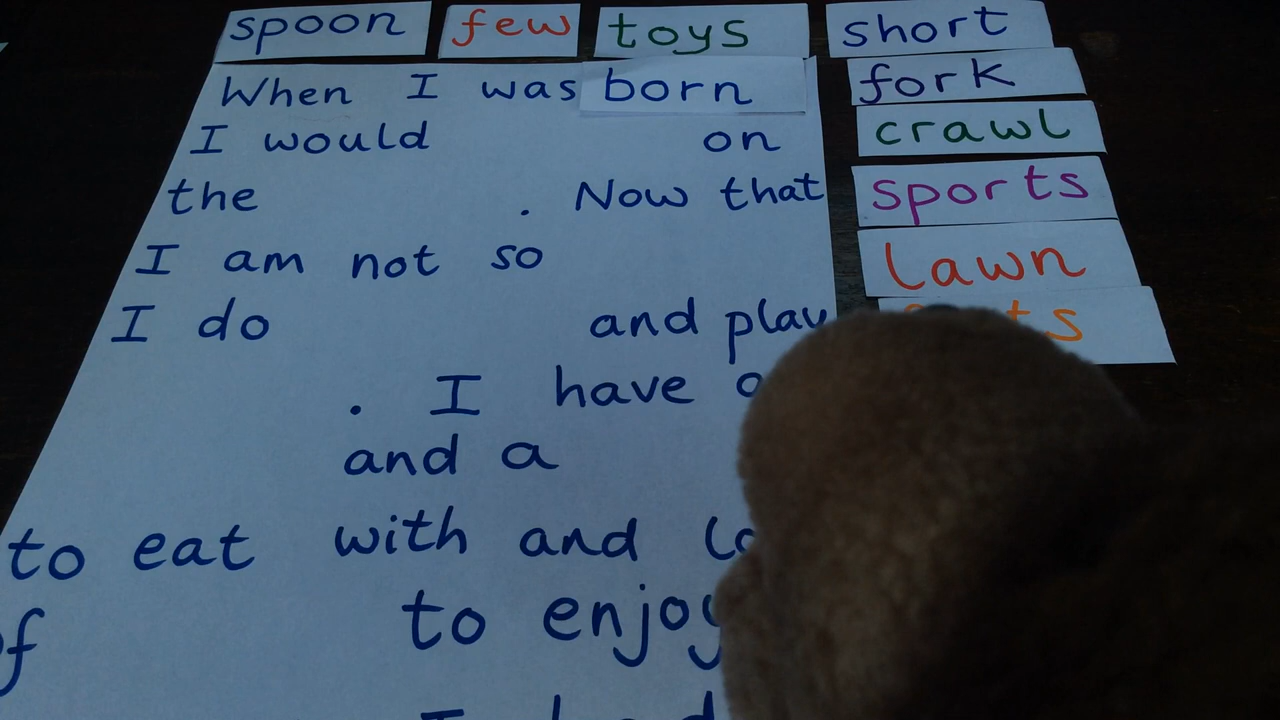 spoon few toys short
When I was born fork
I would on crawl
the . Now that sports
I am not so lawn
I do and play
. I have
and a
to eat with and
to enjoy